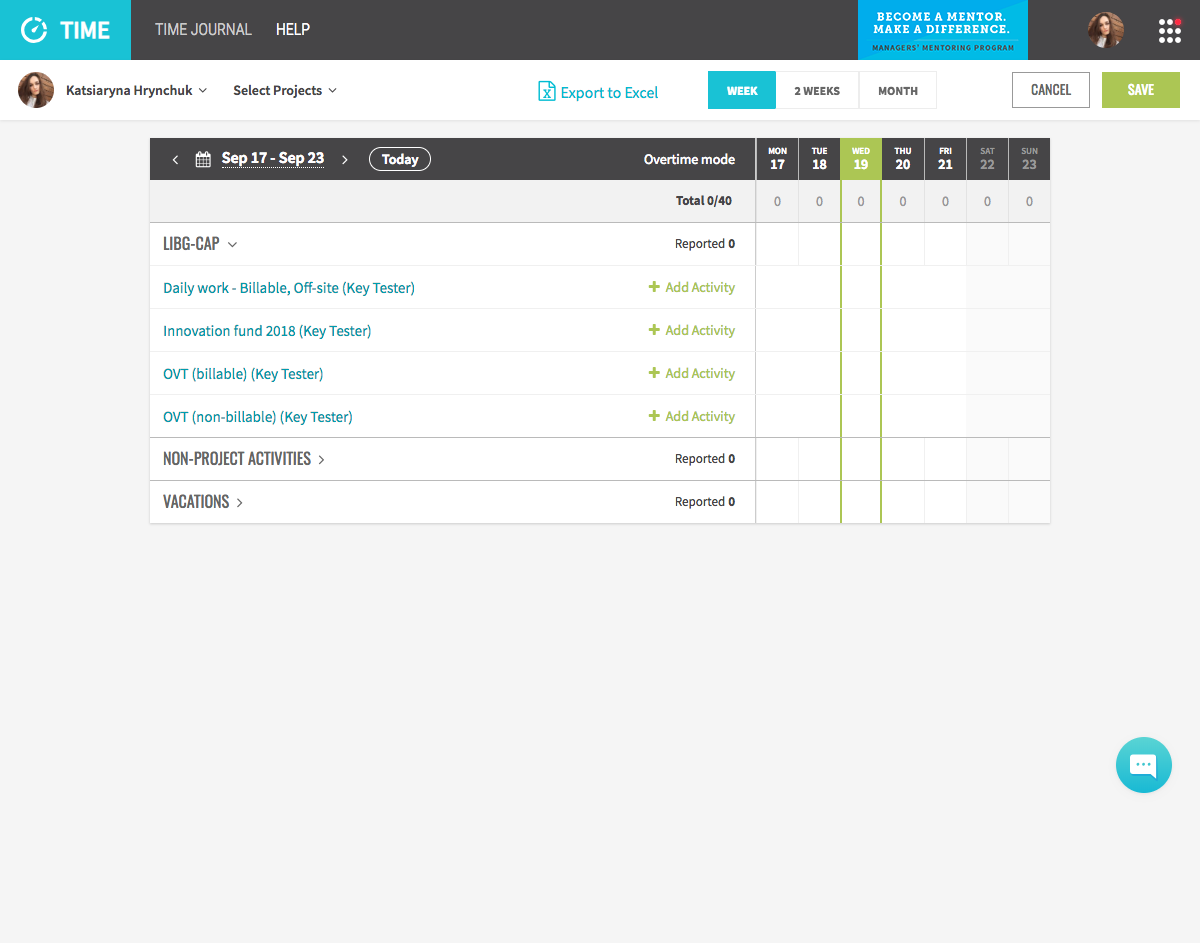 TIME
TIME JOURNAL
HELP
BECOME A MENTOR.
MAKE A DIFFERENCE.
MANAGERS' MENTORING PROGRAM
Katsiaryna Hrynchuk
Select Projects
X Export to Excel
WEEK
2 WEEKS
MONTH
CANCEL
SAVE
Sep 17 - Sep 23
Today
Overtime mode
MON 17
TUE 18
WED 19
THU 20
FRI 21
SAT 22
SUN 23
Total 0/40 0 0 0 0 0 0 0
LIBG-CAP Reported 0
Daily work - Billable, Off-site (Key Tester) + Add Activity
Innovation fund 2018 (Key Tester) + Add Activity
OVT (billable) (Key Tester) + Add Activity
OVT (non-billable) (Key Tester) + Add Activity
NON-PROJECT ACTIVITIES Reported 0
VACATIONS Reported 0